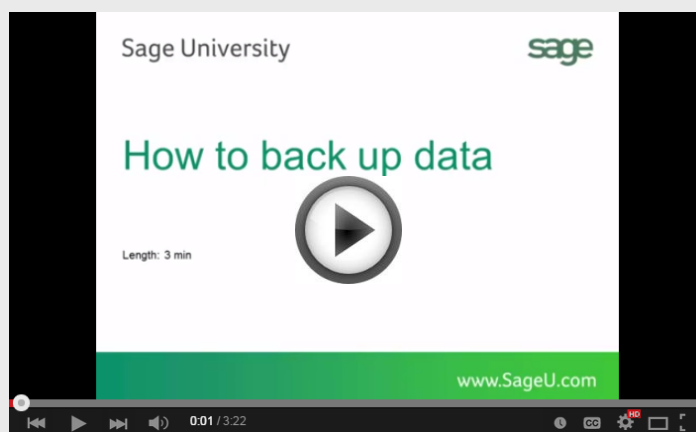 Sage University
sage
How to back up data
Length: 3 min
www.SageU.com
0:01 / 3:22
CC
HD